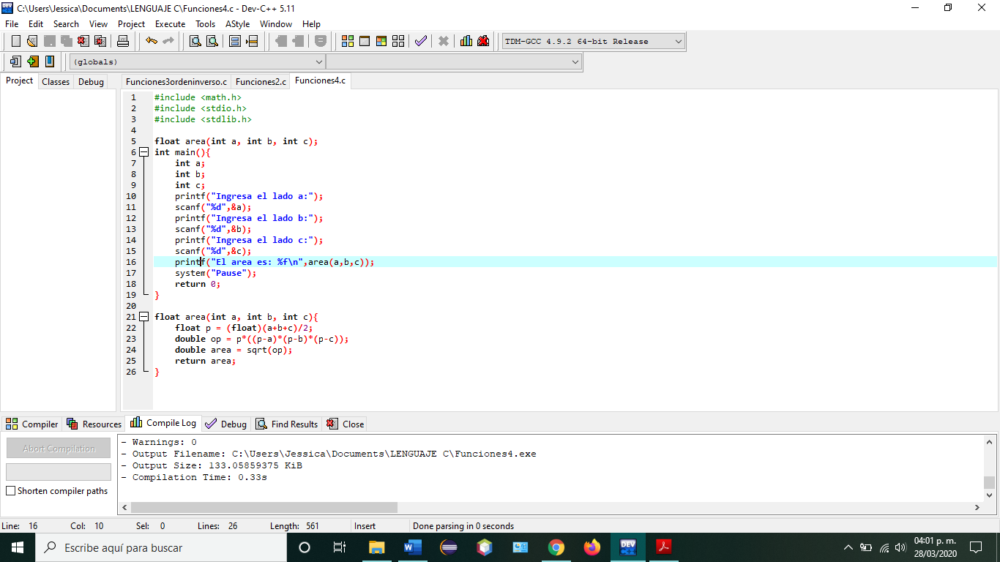 C:\Users\Jessica\Documents\LENGUAJE C\Funciones4.c - Dev-C++ 5.11
File Edit Search View Project Execute Tools AStyle Window Help
TDM-GCC 4.9.2 64-bit Release
(globals)
Project Classes Debug
Funciones3ordeninverso.c Funciones2.c Funciones4.c
1 #include <math.h>
2 #include <stdio.h>
3 #include <stdlib.h>
4
5 float area(int a, int b, int c);
6 int main(){
7 int a;
8 int b;
9 int c;
10 printf("Ingresa el lado a:");
11 scanf("%d",&a);
12 printf("Ingresa el lado b:");
13 scanf("%d",&b);
14 printf("Ingresa el lado c:");
15 scanf("%d",&c);
16 printf("El area es: %f\n",area(a,b,c));
17 system("Pause");
18 return 0;
19 }
20
21 float area(int a, int b, int c){
22 float p = (float)(a+b+c)/2;
23 double op = p*((p-a)*(p-b)*(p-c));
24 double area = sqrt(op);
25 return area;
26 }
Compiler Resources Compile Log Debug Find Results Close
Abort Compilation
Shorten compiler paths
- Warnings: 0
- Output Filename: C:\Users\Jessica\Documents\LENGUAJE C\Funciones4.exe
- Output Size: 133.05859375 KiB
- Compilation Time: 0.33s
Line: 16 Col: 10 Sel: 0 Lines: 26 Length: 561 Insert Done parsing in 0 seconds
Escribe aquí para buscar
DEV
04:01 p. m.
28/03/2020